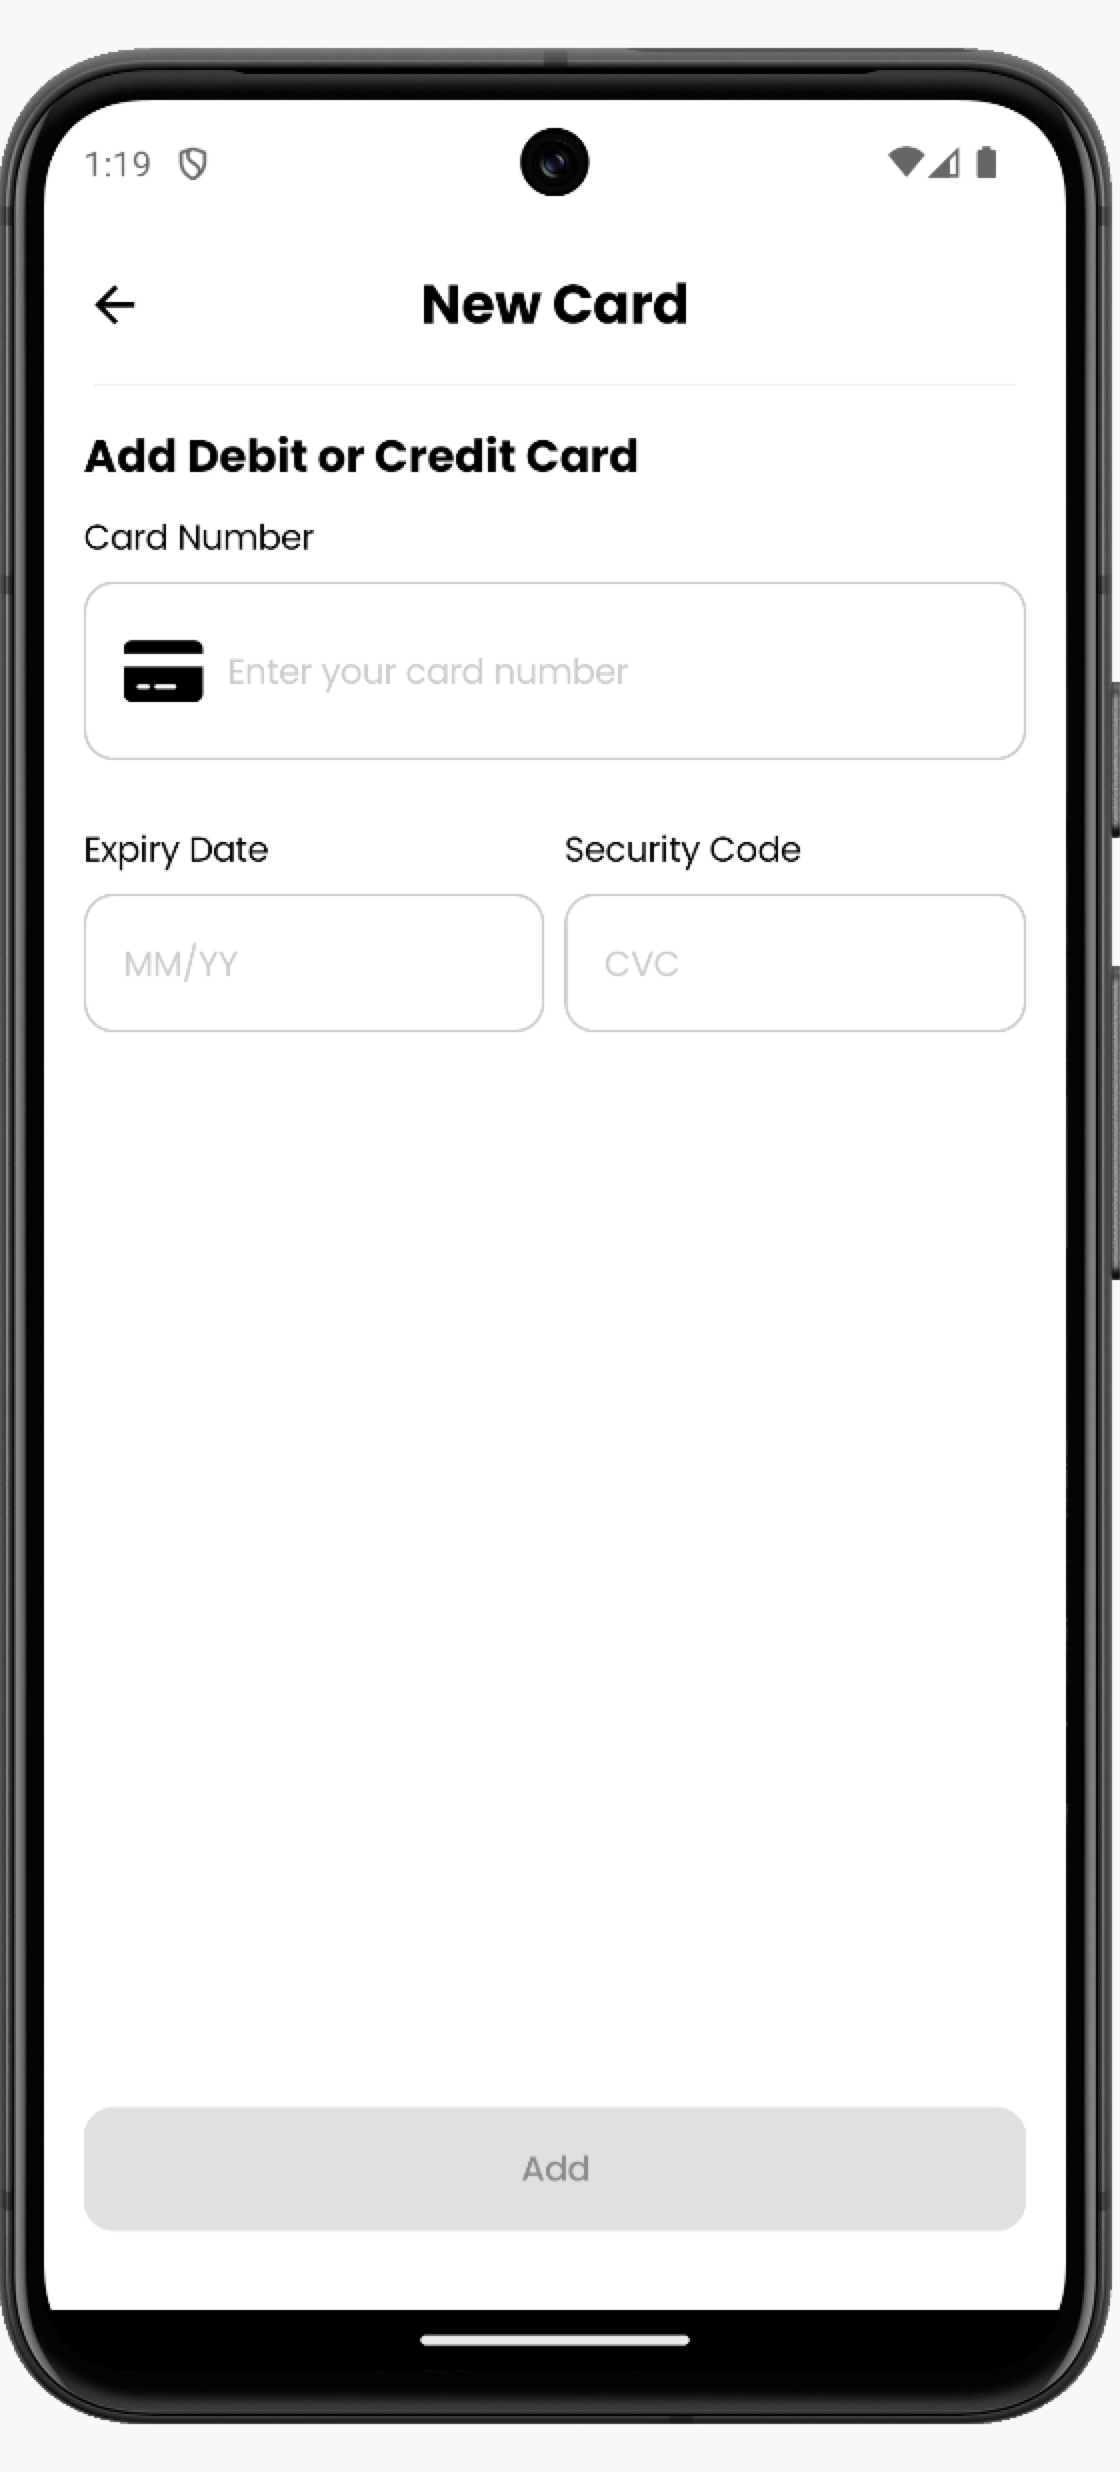 1:19
New Card
Add Debit or Credit Card
Card Number
Enter your card number
Expiry Date Security Code
MM/YY CVC
Add